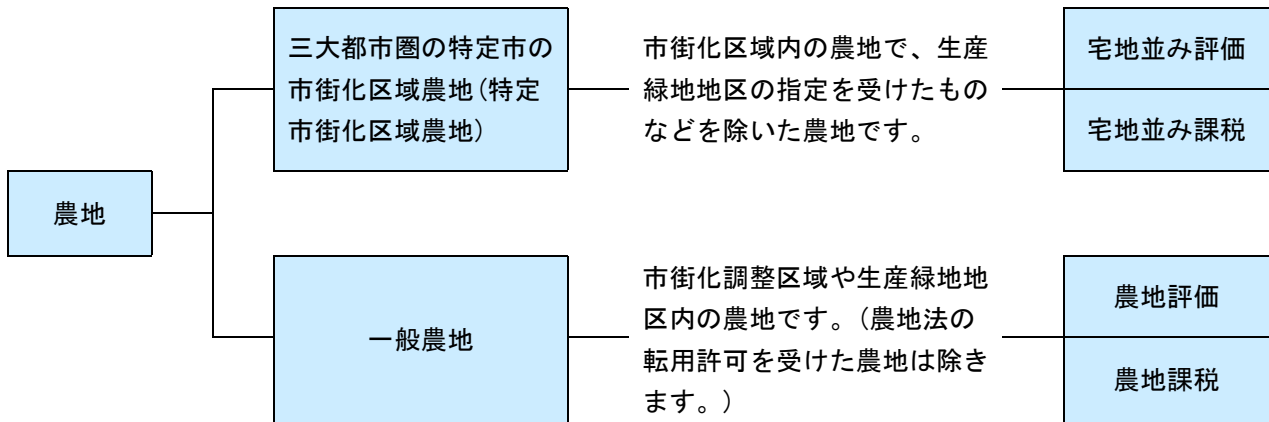 農地
三大都市圏の特定市の
市街化区域農地(特定
市街化区域農地)
市街化区域内の農地で、生産
緑地地区の指定を受けたもの
などを除いた農地です。
宅地並み評価
宅地並み課税
一般農地
市街化調整区域や生産緑地地
区内の農地です。(農地法の
転用許可を受けた農地は除き
ます。)
農地評価
農地課税